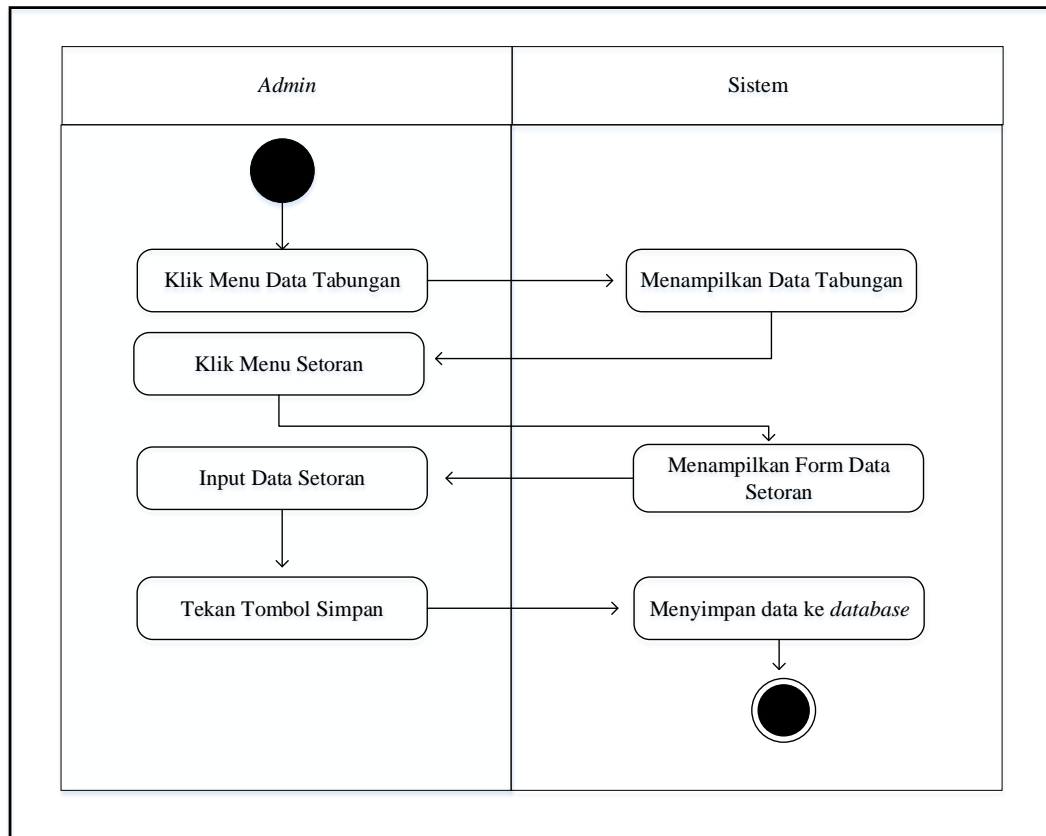 Admin
Sistem
Klik Menu Data Tabungan
Menampilkan Data Tabungan
Klik Menu Setoran
Menampilkan Form Data
Setoran
Input Data Setoran
Tekan Tombol Simpan
Menyimpan data ke database